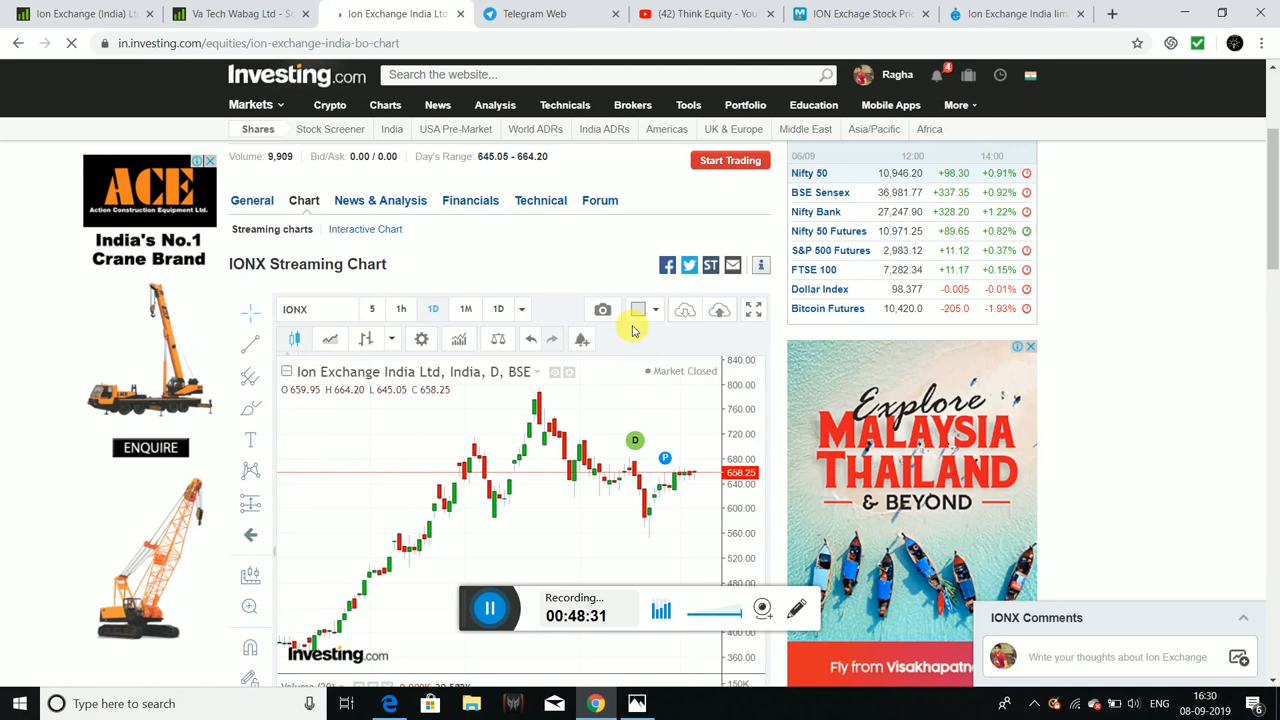 Ion Exchange (India) Lt
Va Tech Wabag Ltd - S
Ion Exchange India Ltd
Telegram Web
(42) Think Equity - You
ION Exchage Stock Pric
Ion Exchange India lim
in.investing.com/equities/ion-exchange-india-bo-chart
Investing.com
Search the website...
Ragha
4
Markets
Crypto
Charts
News
Analysis
Technicals
Brokers
Tools
Portfolio
Education
Mobile Apps
More
Shares
Stock Screener
India
USA Pre-Market
World ADRs
India ADRs
Americas
UK & Europe
Middle East
Asia/Pacific
Africa
Volume: 9,909
Bid/Ask: 0.00 / 0.00
Day's Range: 645.05 - 664.20
Start Trading
06/09 12:00 14:00
Nifty 50 10,946.20 +98.30 +0.91%
BSE Sensex 36,981.77 +337.35 +0.92%
Nifty Bank 27,247.90 +328.20 +1.22%
Nifty 50 Futures 10,971.25 +89.65 +0.82%
S&P 500 Futures 2,983.12 +11.12 +0.37%
FTSE 100 7,282.34 +11.17 +0.15%
Dollar Index 98.377 -0.005 -0.01%
Bitcoin Futures 10,420.0 -205.0 -1.93%
General
Chart
News & Analysis
Financials
Technical
Forum
Streaming charts
Interactive Chart
IONX Streaming Chart
ST
IONX
5
1h
1D
1M
1D
Ion Exchange India Ltd, India, D, BSE
Market Closed
O 659.95 H 664.20 L 645.05 C 658.25
D
P
T
840.00
800.00
760.00
720.00
680.00
658.25
640.00
600.00
560.00
520.00
480.00
400.00
360.00
150K
Investing.com
ACE
Action Construction Equipment Ltd.
India's No.1
Crane Brand
ENQUIRE
Explore
MALAYSIA
THAILAND
& BEYOND
Fly from Visakhapatn
Recording...
00:48:31
IONX Comments
Write your thoughts about Ion Exchange
Type here to search
ENG
16:30
08-09-2019
6